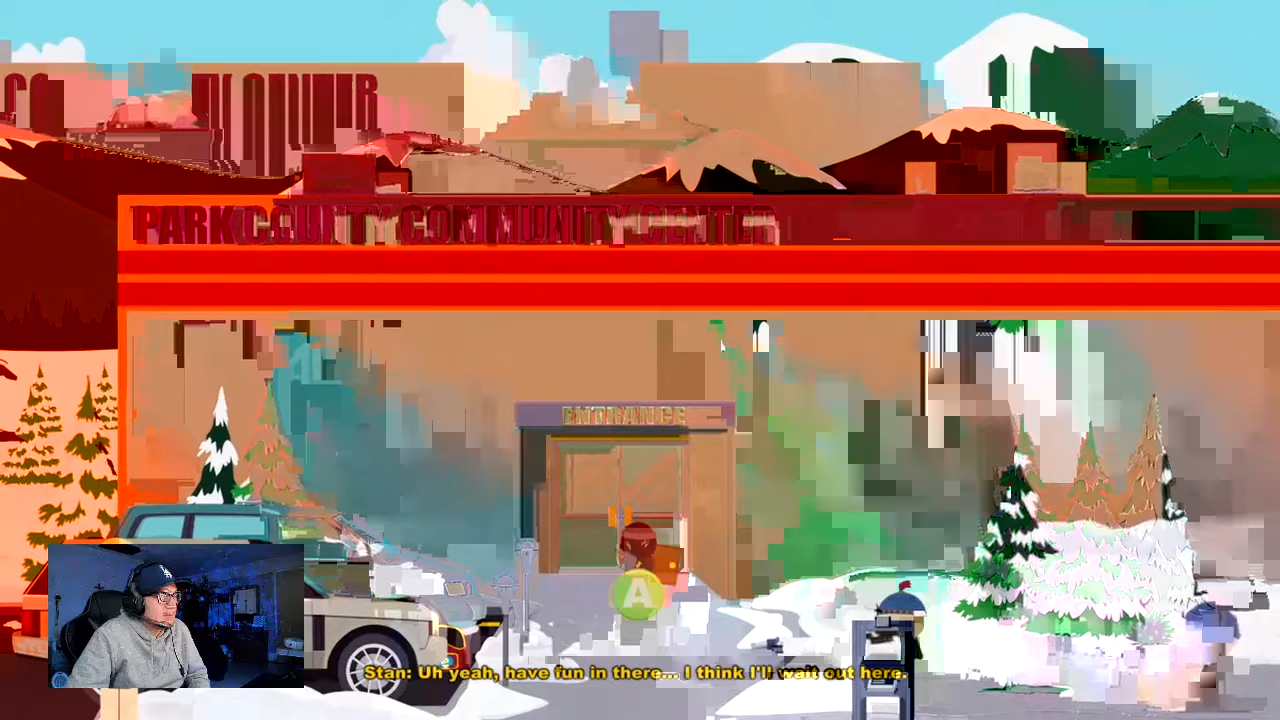 PARK COUNTY COMMUNITY CENTER
ENTRANCE
A
Stan: Uh yeah, have fun in there... I think I'll wait out here.